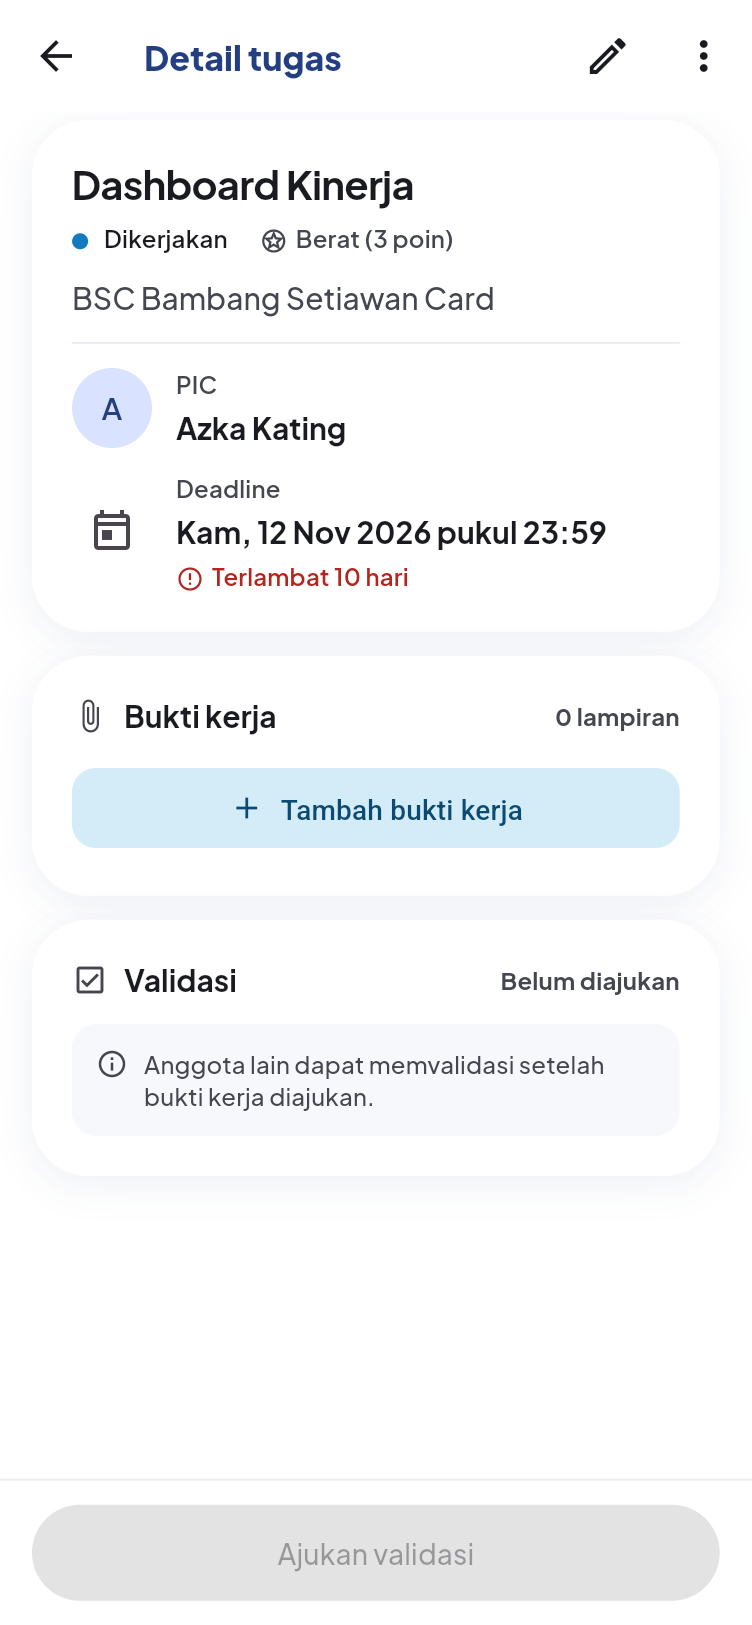 Detail tugas
Dashboard Kinerja
Dikerjakan Berat (3 poin)
BSC Bambang Setiawan Card
A
PIC
Azka Kating
Deadline
Kam, 12 Nov 2026 pukul 23:59
Terlambat 10 hari
Bukti kerja 0 lampiran
+ Tambah bukti kerja
Validasi Belum diajukan
Anggota lain dapat memvalidasi setelah
bukti kerja diajukan.
Ajukan validasi